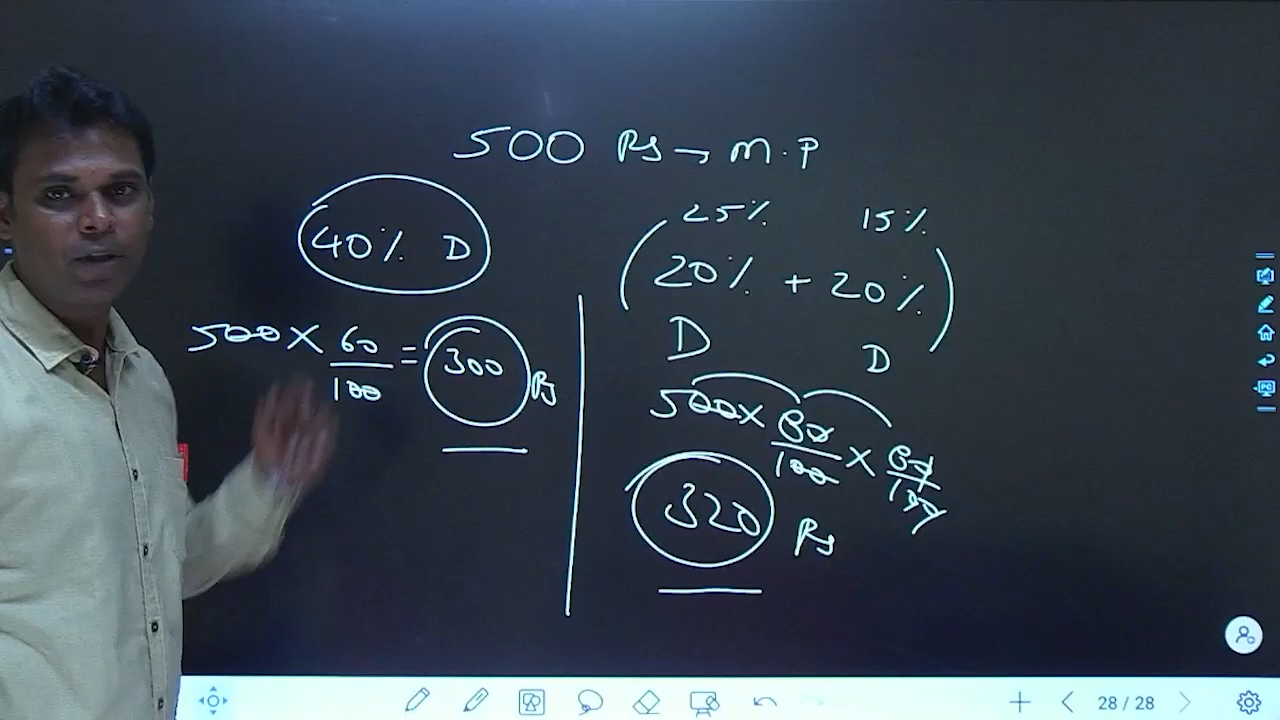 500 Rs → M.P
40% D
500 × 60/100 = 300 Rs
25% 15%
(20% + 20%)
D D
500 × 80/100 × 80/100
320 Rs
28 / 28